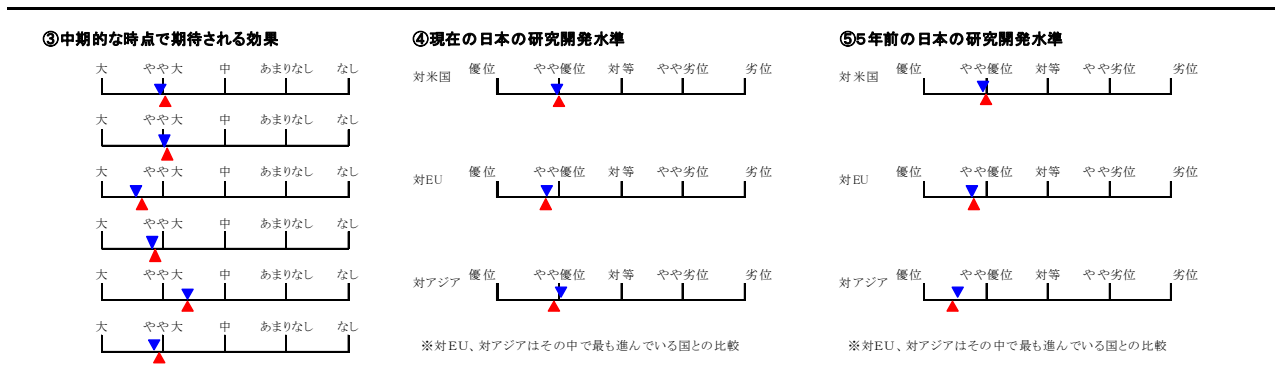 ③中期的な時点で期待される効果
大 やや大 中 あまりなし なし
大 やや大 中 あまりなし なし
大 やや大 中 あまりなし なし
大 やや大 中 あまりなし なし
大 やや大 中 あまりなし なし
大 やや大 中 あまりなし なし
④現在の日本の研究開発水準
対米国 優位 やや優位 対等 やや劣位 劣位
対EU 優位 やや優位 対等 やや劣位 劣位
対アジア 優位 やや優位 対等 やや劣位 劣位
※対EU、対アジアはその中で最も進んでいる国との比較
⑤5年前の日本の研究開発水準
対米国 優位 やや優位 対等 やや劣位 劣位
対EU 優位 やや優位 対等 やや劣位 劣位
対アジア 優位 やや優位 対等 やや劣位 劣位
※対EU、対アジアはその中で最も進んでいる国との比較